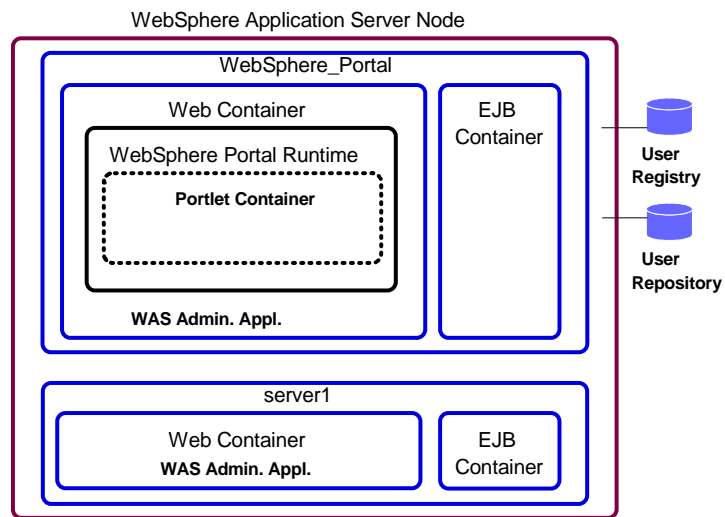 WebSphere Application Server Node
WebSphere_Portal
Web Container
EJB
Container
WebSphere Portal Runtime
Portlet Container
WAS Admin. Appl.
User
Registry
User
Repository
server1
Web Container
WAS Admin. Appl.
EJB
Container